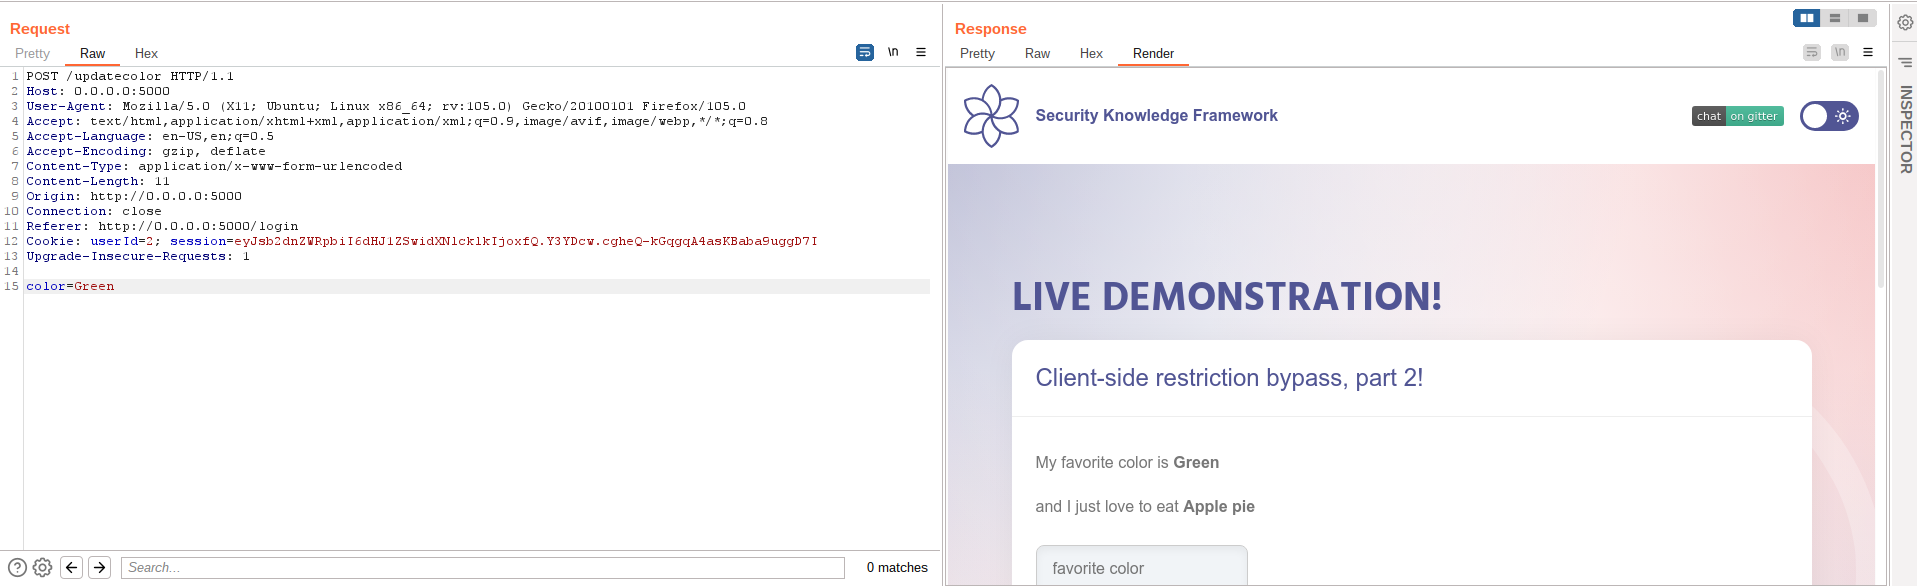 Request
Pretty Raw Hex
\n
1 POST /updatecolor HTTP/1.1
2 Host: 0.0.0.0:5000
3 User-Agent: Mozilla/5.0 (X11; Ubuntu; Linux x86_64; rv:105.0) Gecko/20100101 Firefox/105.0
4 Accept: text/html,application/xhtml+xml,application/xml;q=0.9,image/avif,image/webp,*/*;q=0.8
5 Accept-Language: en-US,en;q=0.5
6 Accept-Encoding: gzip, deflate
7 Content-Type: application/x-www-form-urlencoded
8 Content-Length: 11
9 Origin: http://0.0.0.0:5000
10 Connection: close
11 Referer: http://0.0.0.0:5000/login
12 Cookie: userId=2; session=eyJsb2dnZWRpbiI6dHJ1ZSwidXNlcklkIjoxfQ.Y3YDcw.cgheQ-kGqgqA4asKBaba9uggD7I
13 Upgrade-Insecure-Requests: 1
14
15 color=Green
Search...
0 matches
Response
Pretty Raw Hex Render
\n
Security Knowledge Framework
chat on gitter
LIVE DEMONSTRATION!
Client-side restriction bypass, part 2!
My favorite color is Green
and I just love to eat Apple pie
favorite color
INSPECTOR